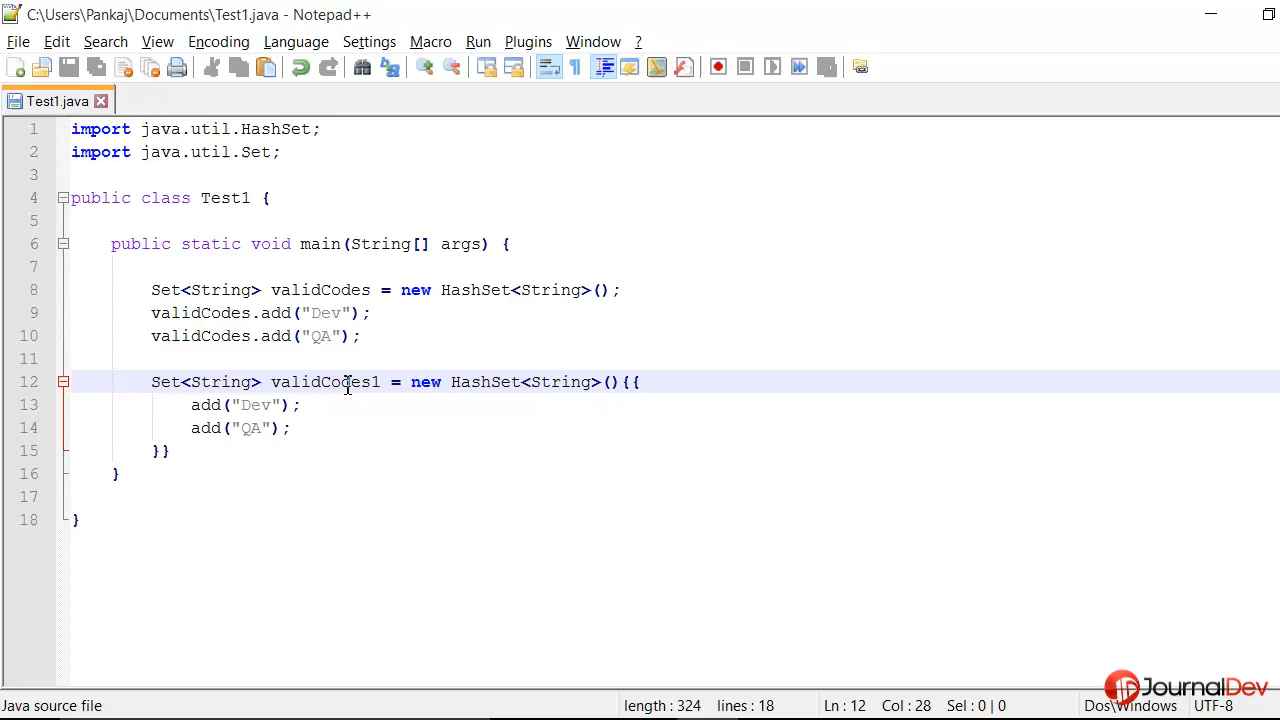 C:\Users\Pankaj\Documents\Test1.java - Notepad++
File Edit Search View Encoding Language Settings Macro Run Plugins Window ?
Test1.java
1 import java.util.HashSet;
2 import java.util.Set;
3
4 public class Test1 {
5
6 public static void main(String[] args) {
7
8 Set<String> validCodes = new HashSet<String>();
9 validCodes.add("Dev");
10 validCodes.add("QA");
11
12 Set<String> validCodes1 = new HashSet<String>(){{
13 add("Dev");
14 add("QA");
15 }}
16 }
17
18 }
JournalDev
Java source file length : 324 lines : 18 Ln : 12 Col : 28 Sel : 0 | 0 Dos\Windows UTF-8